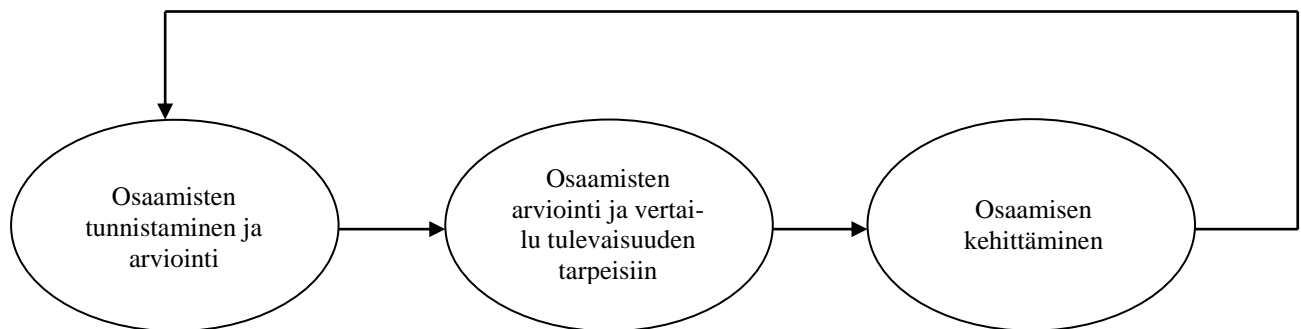 Osaamisten
tunnistaminen ja
arviointi
Osaamisten
arviointi ja vertai-
lu tulevaisuuden
tarpeisiin
Osaamisen
kehittäminen